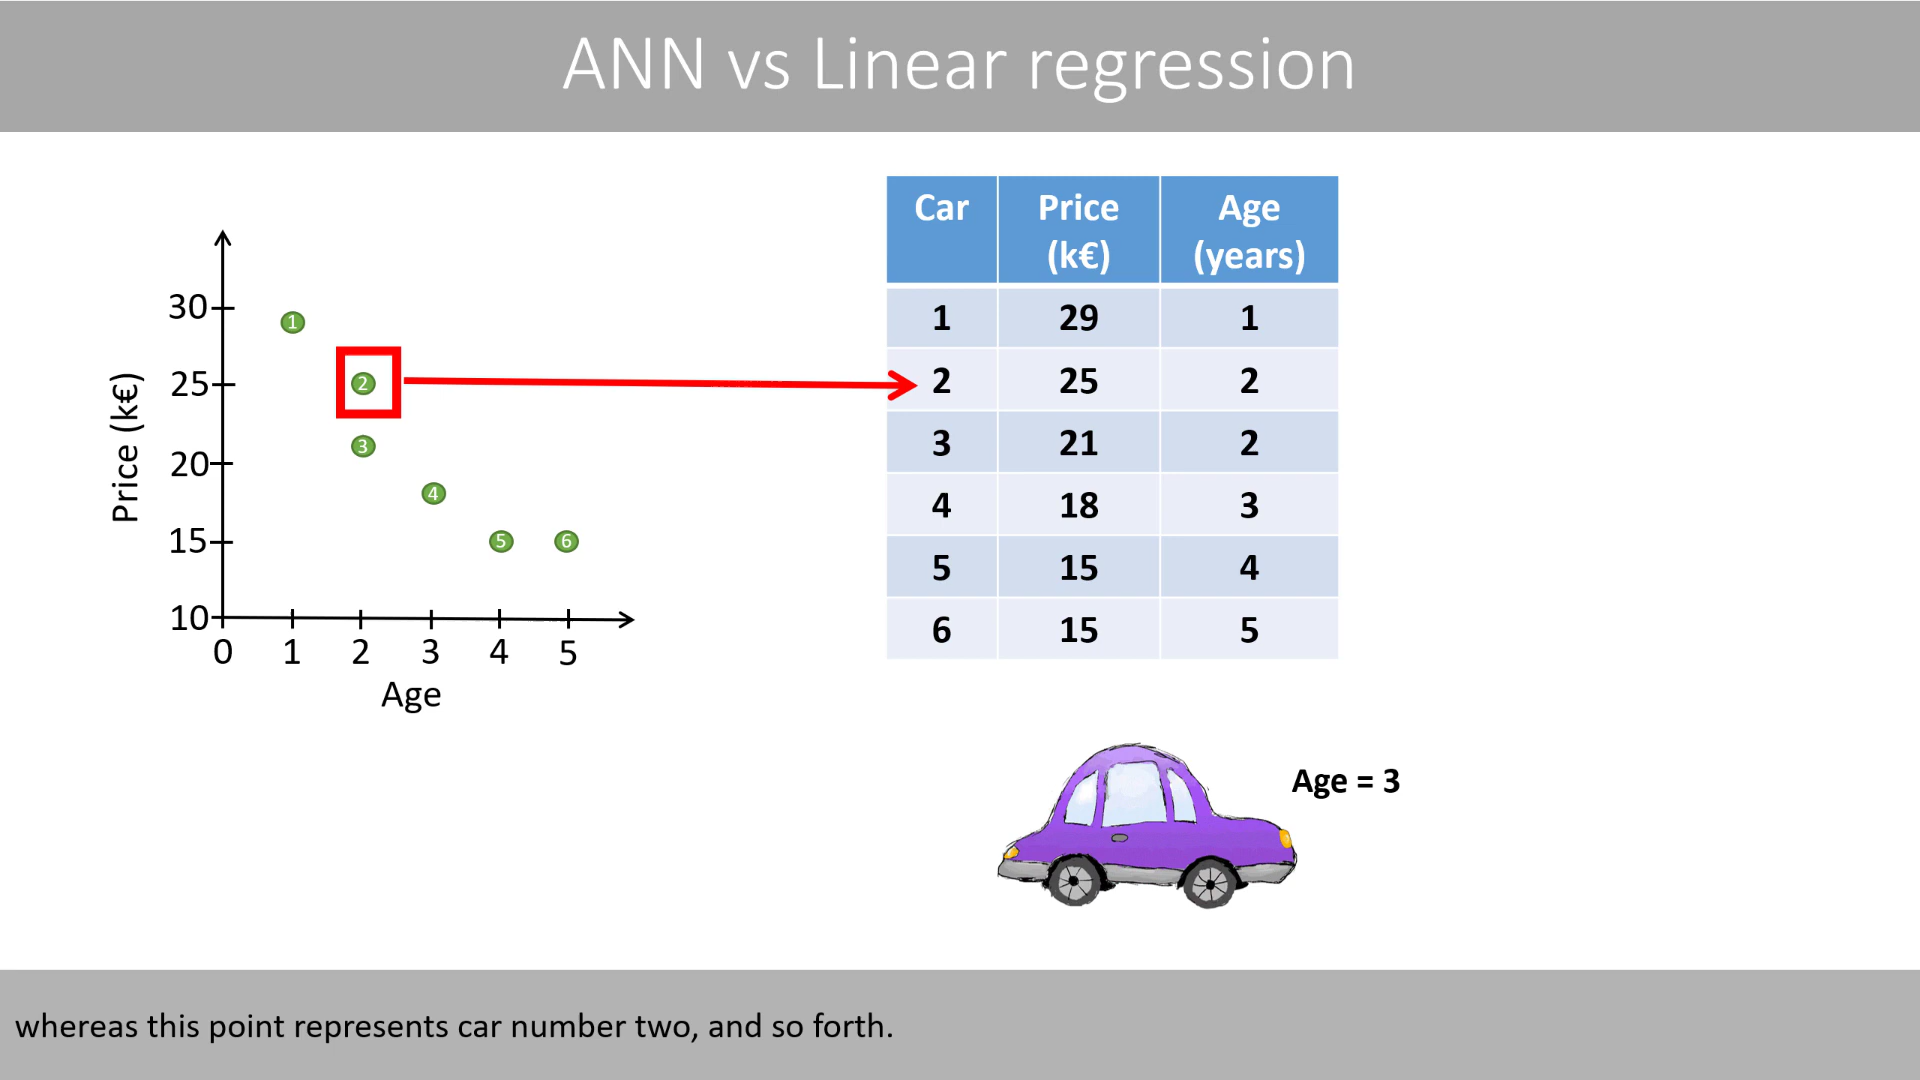 ANN vs Linear regression
Price (k€)
30
25
20
15
10
0 1 2 3 4 5
Age
1
2
3
4
5
6
Car Price (k€) Age (years)
1 29 1
2 25 2
3 21 2
4 18 3
5 15 4
6 15 5
Age = 3
whereas this point represents car number two, and so forth.